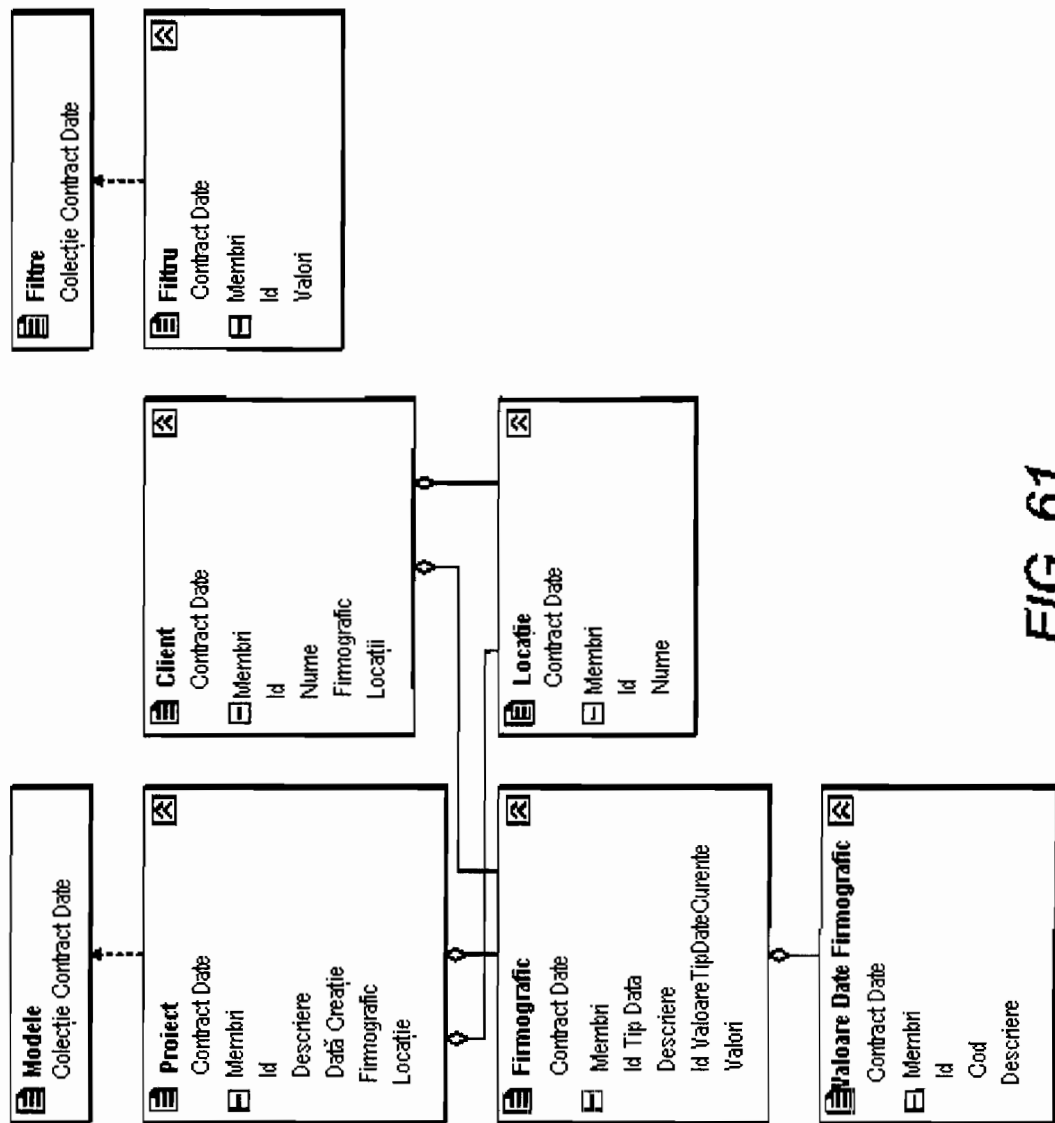 Modele
Colecție Contract Date
Proiect
Contract Date
Membri
Id
Descriere
Dată Creație
Firmografic
Locație
Firmografic
Contract Date
Membri
Id Tip Data
Descriere
Id ValoareTipDateCurente
Valori
Valoare Date Firmografic
Contract Date
Membri
Id
Cod
Descriere
Client
Contract Date
Membri
Id
Nume
Firmografic
Locații
Locație
Contract Date
Membri
Id
Nume
Filtre
Colecție Contract Date
Filtru
Contract Date
Membri
Id
Valori
FIG. 61